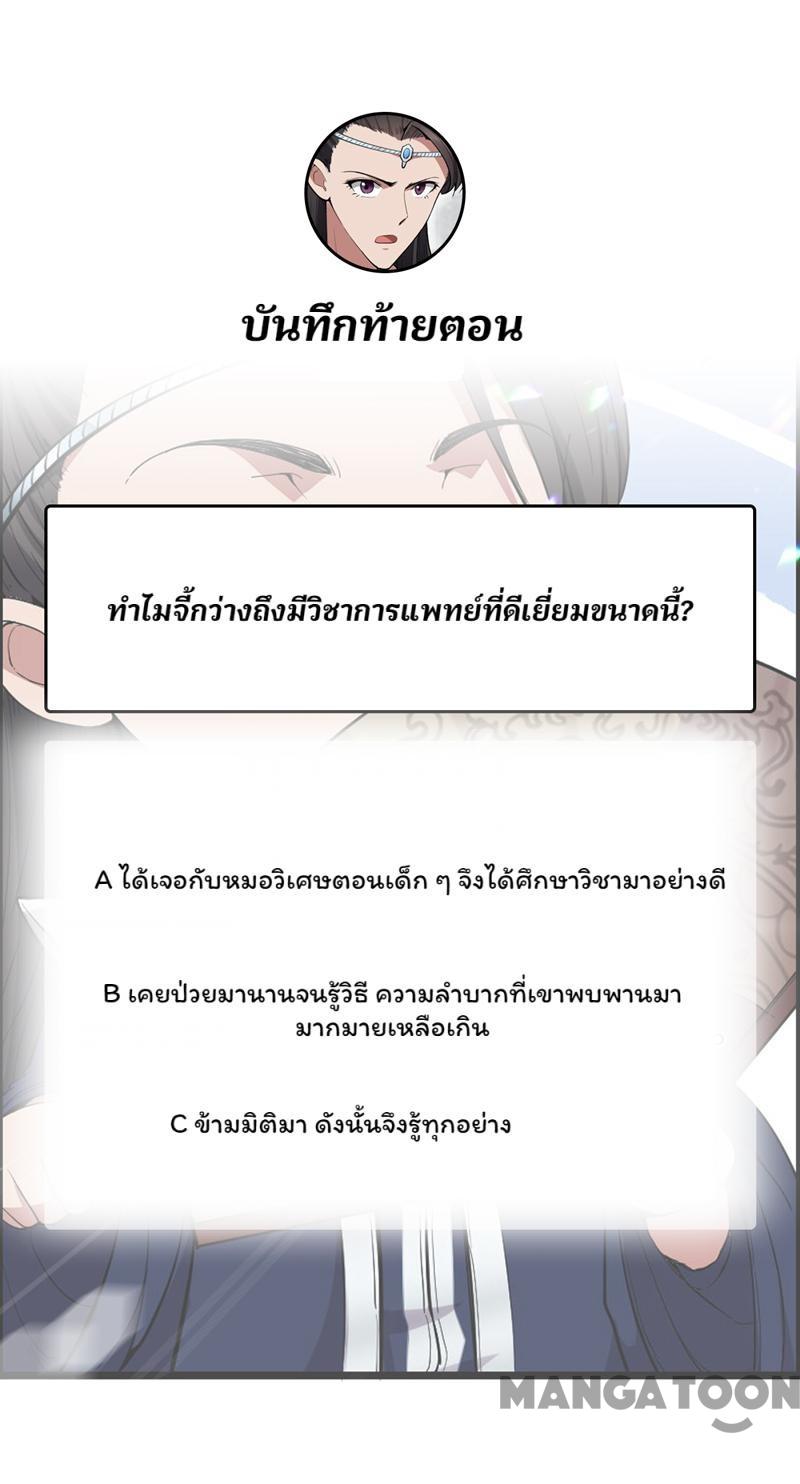 บันทึกท้ายตอน
ทำไมจี้กว่างถึงมีวิชาการแพทย์ที่ดีเยี่ยมขนาดนี้?
A ได้เจอกับหมอวิเศษตอนเด็ก ๆ จึงได้ศึกษาวิชามาอย่างดี
B เคยป่วยมานานจนรู้วิธี ความลำบากที่เขาพบพานมา
มากมายเหลือเกิน
C ข้ามมิติมา ดังนั้นจึงรู้ทุกอย่าง
MANGATOON